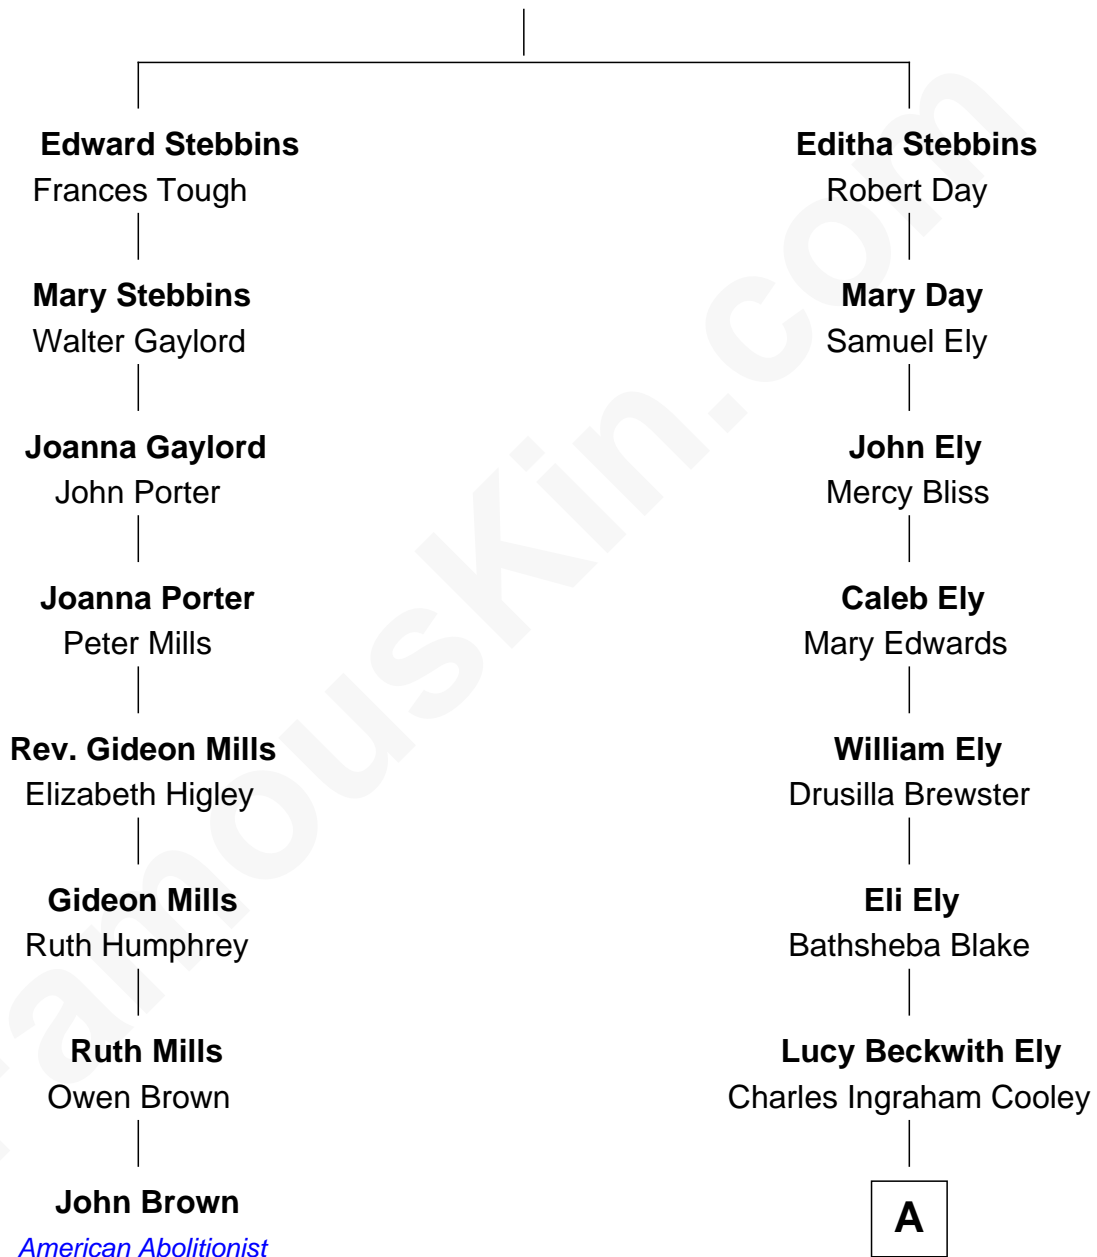 Edward Stebbins
Frances Tough
Mary Stebbins
Walter Gaylord
Joanna Gaylord
John Porter
Joanna Porter
Peter Mills
Rev. Gideon Mills
Elizabeth Higley
Gideon Mills
Ruth Humphrey
Ruth Mills
Owen Brown
John Brown
American Abolitionist
Editha Stebbins
Robert Day
Mary Day
Samuel Ely
John Ely
Mercy Bliss
Caleb Ely
Mary Edwards
William Ely
Drusilla Brewster
Eli Ely
Bathsheba Blake
Lucy Beckwith Ely
Charles Ingraham Cooley
A
FamousKin.com